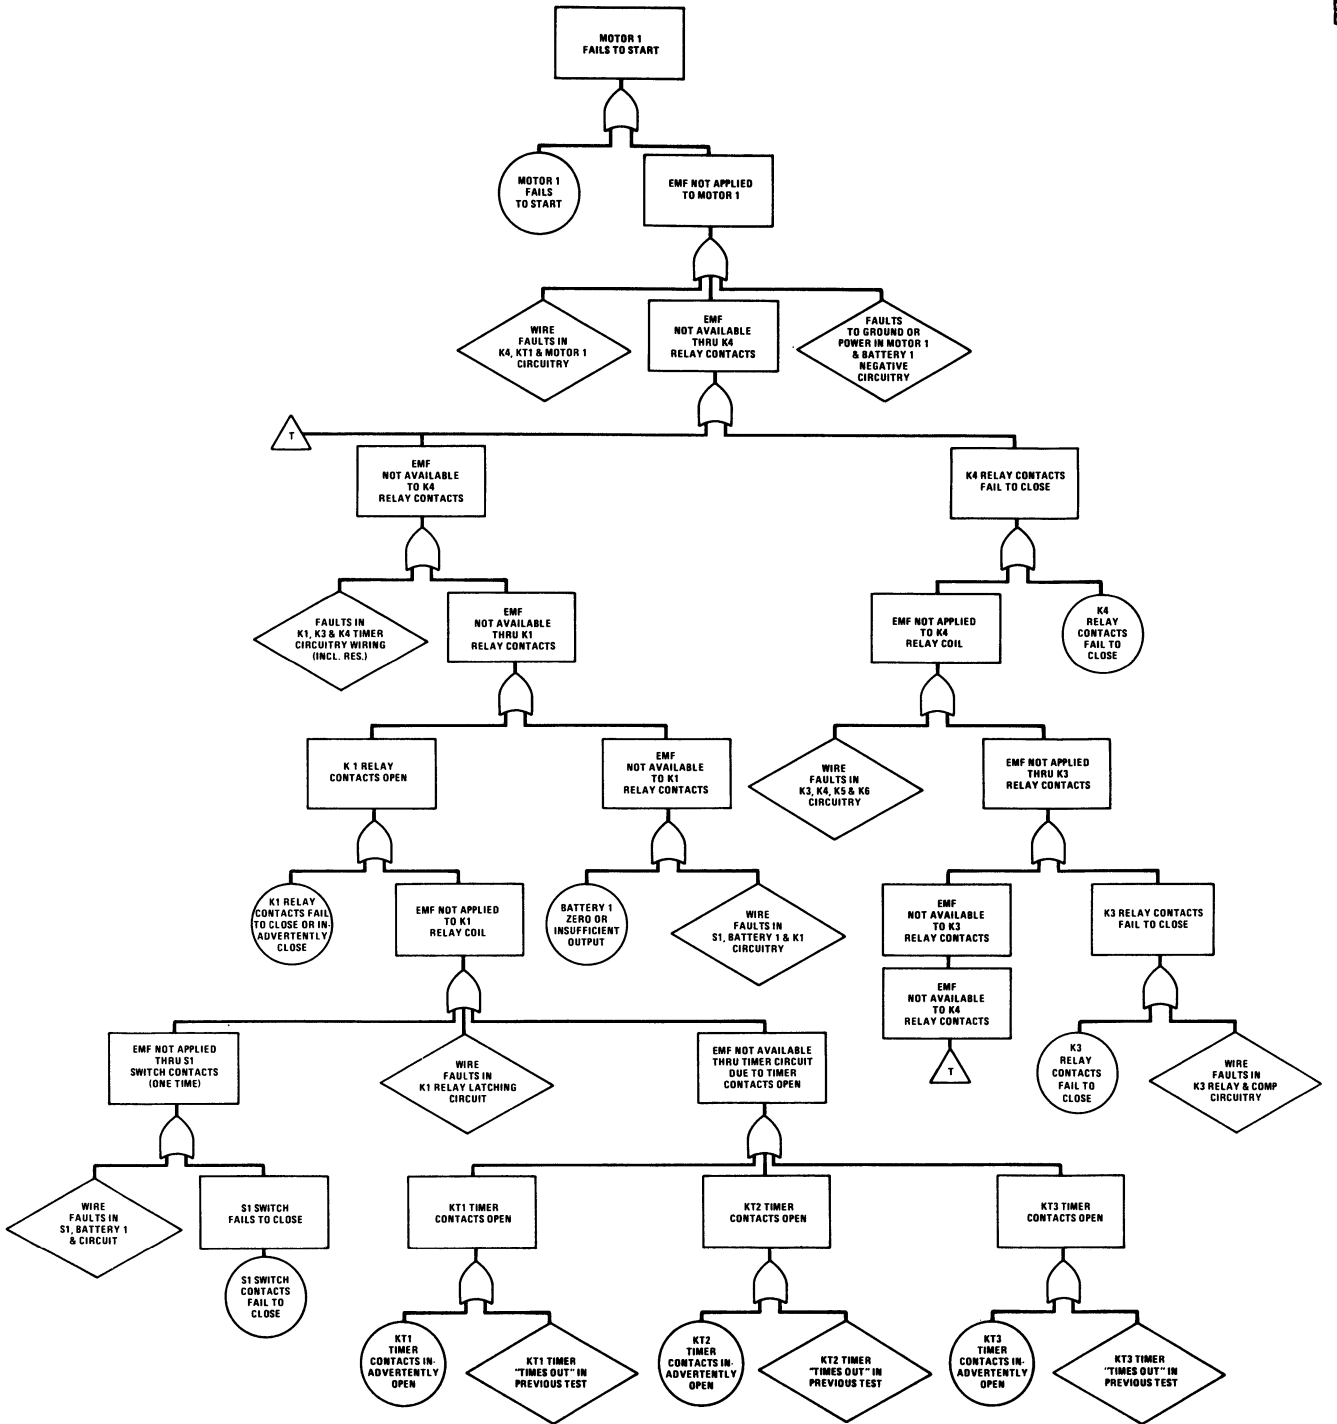 MOTOR 1
FAILS TO START
MOTOR 1
FAILS
TO START
EMF NOT APPLIED
TO MOTOR 1
WIRE
FAULTS IN
K4, KT1 & MOTOR 1
CIRCUITRY
EMF
NOT AVAILABLE
THRU K4
RELAY CONTACTS
FAULTS
TO GROUND OR
POWER IN MOTOR 1
& BATTERY 1
NEGATIVE
CIRCUITRY
T
EMF
NOT AVAILABLE
TO K4
RELAY CONTACTS
K4 RELAY CONTACTS
FAIL TO CLOSE
FAULTS IN
K1, K3 & K4 TIMER
CIRCUITRY WIRING
(INCL. RES.)
EMF
NOT AVAILABLE
THRU K1
RELAY CONTACTS
EMF NOT APPLIED
TO K4
RELAY COIL
K4
RELAY
CONTACTS
FAIL TO
CLOSE
K1 RELAY
CONTACTS OPEN
EMF
NOT AVAILABLE
TO K1
RELAY CONTACTS
WIRE
FAULTS IN
K3, K4, K5 & K6
CIRCUITRY
EMF NOT APPLIED
THRU K3
RELAY CONTACTS
K1 RELAY
CONTACTS FAIL
TO CLOSE OR IN-
ADVERTENTLY
CLOSE
EMF NOT APPLIED
TO K1
RELAY COIL
BATTERY 1
ZERO OR
INSUFFICIENT
OUTPUT
WIRE
FAULTS IN
S1, BATTERY 1 & K1
CIRCUITRY
EMF
NOT AVAILABLE
TO K3
RELAY CONTACTS
K3 RELAY CONTACTS
FAIL TO CLOSE
EMF
NOT AVAILABLE
TO K4
RELAY CONTACTS
T
EMF NOT APPLIED
THRU S1
SWITCH CONTACTS
(ONE TIME)
WIRE
FAULTS IN
K1 RELAY LATCHING
CIRCUIT
EMF NOT AVAILABLE
THRU TIMER CIRCUIT
DUE TO TIMER
CONTACTS OPEN
K3
RELAY
CONTACTS
FAIL TO
CLOSE
WIRE
FAULTS IN
K3 RELAY & COMP
CIRCUITRY
WIRE
FAULTS IN
S1, BATTERY 1
& CIRCUIT
S1 SWITCH
FAILS TO CLOSE
KT1 TIMER
CONTACTS OPEN
KT2 TIMER
CONTACTS OPEN
KT3 TIMER
CONTACTS OPEN
S1 SWITCH
CONTACTS
FAIL TO
CLOSE
KT1
TIMER
CONTACTS IN-
ADVERTENTLY
OPEN
KT1 TIMER
"TIMES OUT" IN
PREVIOUS TEST
KT2
TIMER
CONTACTS IN-
ADVERTENTLY
OPEN
KT2 TIMER
"TIMES OUT" IN
PREVIOUS TEST
KT3
TIMER
CONTACTS IN-
ADVERTENTLY
OPEN
KT3 TIMER
"TIMES OUT" IN
PREVIOUS TEST